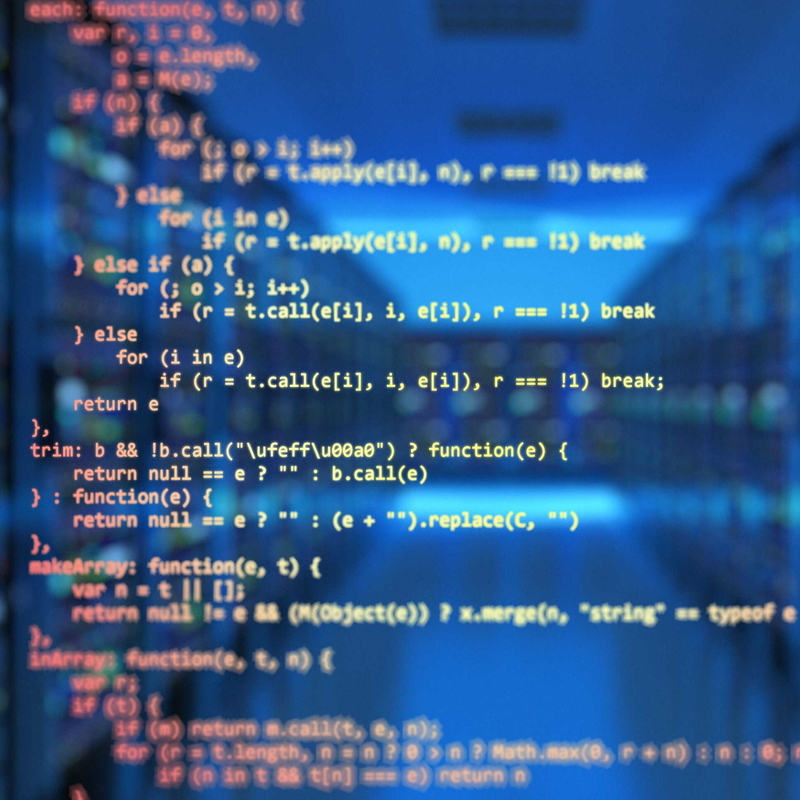 each: function(e, t, n) {
var r, i = 0,
o = e.length,
a = M(e);
if (n) {
if (a) {
for (; o > i; i++)
if (r = t.apply(e[i], n), r === !1) break
} else
for (i in e)
if (r = t.apply(e[i], n), r === !1) break
} else if (a) {
for (; o > i; i++)
if (r = t.call(e[i], i, e[i]), r === !1) break
} else
for (i in e)
if (r = t.call(e[i], i, e[i]), r === !1) break;
return e
},
trim: b && !b.call("\ufeff\u00a0") ? function(e) {
return null == e ? "" : b.call(e)
} : function(e) {
return null == e ? "" : (e + "").replace(C, "")
},
makeArray: function(e, t) {
var n = t || [];
return null != e && (M(Object(e)) ? x.merge(n, "string" == typeof e
},
inArray: function(e, t, n) {
var r;
if (t) {
if (m) return m.call(t, e, n);
for (r = t.length, n = n ? 0 > n ? Math.max(0, r + n) : n : 0;
if (n in t && t[n] === e) return n
}